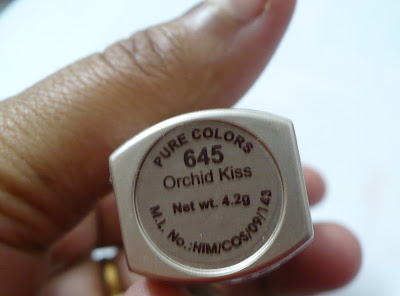 PURE COLORS
645
Orchid Kiss
Net wt. 4.2g
M.L. No.:HIM/COS/09/143